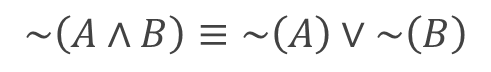 ~(A ∧ B) ≡ ~(A) ∨ ~(B)